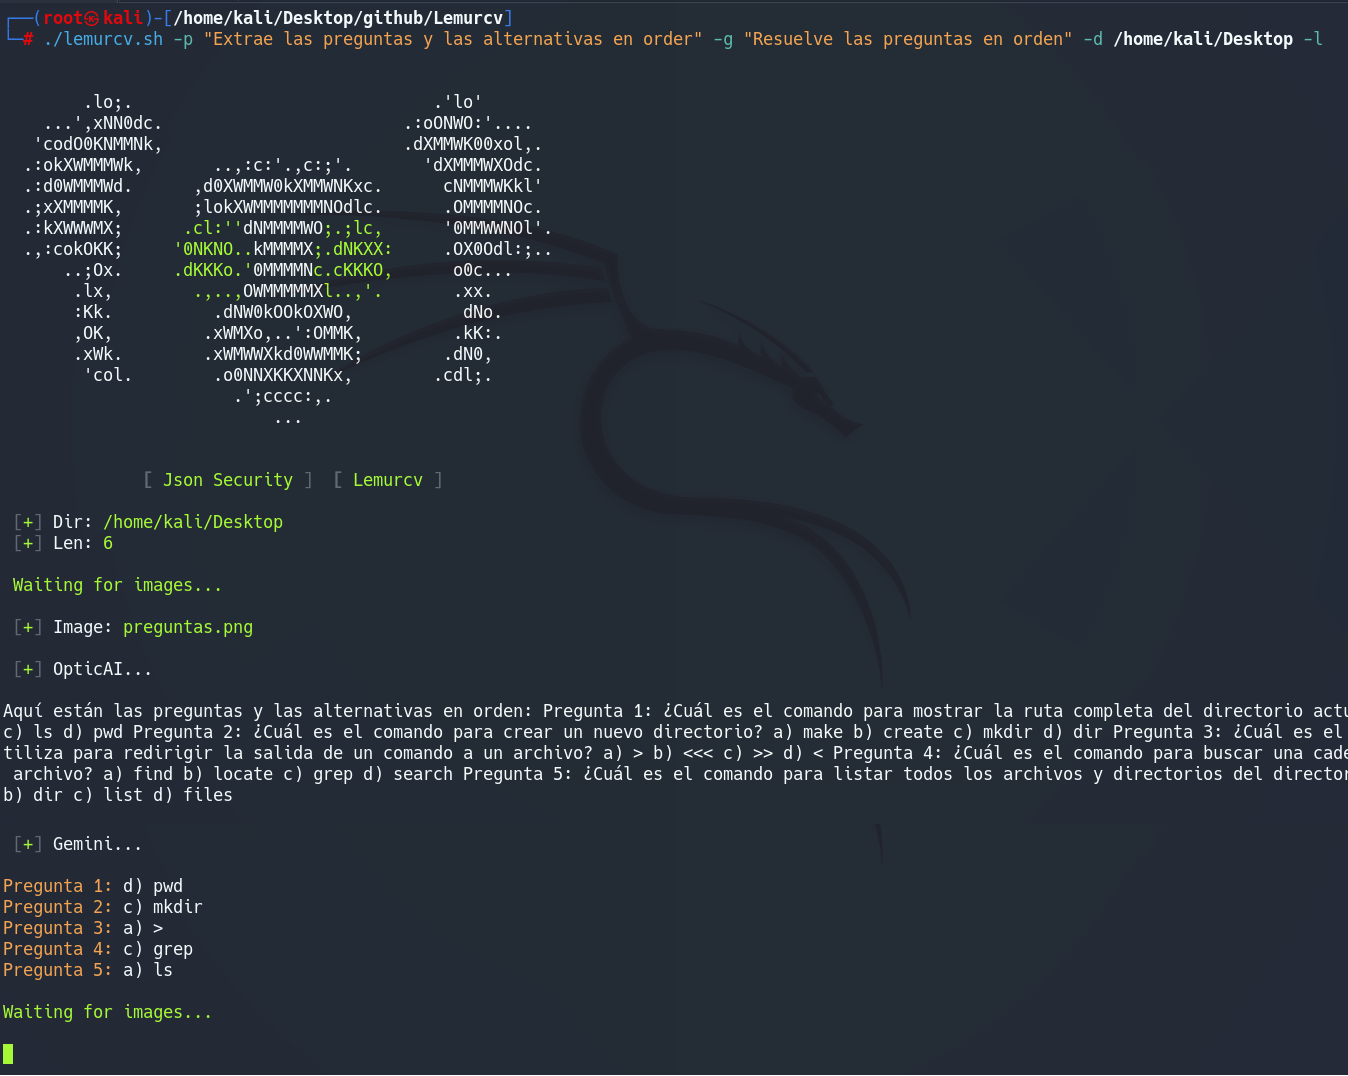 ┌──(root㉿kali)-[/home/kali/Desktop/github/Lemurcv]
└─# ./lemurcv.sh -p "Extrae las preguntas y las alternativas en order" -g "Resuelve las preguntas en orden" -d /home/kali/Desktop -l
.lo;. .'lo'
...',xNN0dc. .:oONWO:'....
'codO0KNMMNk, .dXMMWK00xol,.
.:okXWMMMWk, ..,:c:'.,c:;'. 'dXMMMWXOdc.
.:d0WMMMWd. ,d0XWMMW0kXMMWNKxc. cNMMMWKkl'
.;xXMMMMK, ;lokXWMMMMMMMNOdlc. .OMMMMNOc.
.:kXWWWMX; .cl:''dNMMMMWO;.;lc, '0MMWWNOl'.
.,:cokOKK; '0NKNO..kMMMMX;.dNKXX: .OX0Odl:;..
..;Ox. .dKKKo.'0MMMMNc.cKKKO, o0c...
.lx, .,..,OWMMMMMXl..,'. .xx.
:Kk. .dNW0kOOkOXWO, dNo.
,OK, .xWMXo,..':OMMK, .kK:.
.xWk. .xWMWWXkd0WWMMK; .dN0,
'col. .o0NNXKKXNNKx, .cdl;.
.';cccc:,.
...
[ Json Security ] [ Lemurcv ]
[+] Dir: /home/kali/Desktop
[+] Len: 6
Waiting for images...
[+] Image: preguntas.png
[+] OpticAI...
Aquí están las preguntas y las alternativas en orden: Pregunta 1: ¿Cuál es el comando para mostrar la ruta completa del directorio actu
c) ls d) pwd Pregunta 2: ¿Cuál es el comando para crear un nuevo directorio? a) make b) create c) mkdir d) dir Pregunta 3: ¿Cuál es el
tiliza para redirigir la salida de un comando a un archivo? a) > b) <<< c) >> d) < Pregunta 4: ¿Cuál es el comando para buscar una cade
archivo? a) find b) locate c) grep d) search Pregunta 5: ¿Cuál es el comando para listar todos los archivos y directorios del director
b) dir c) list d) files
[+] Gemini...
Pregunta 1: d) pwd
Pregunta 2: c) mkdir
Pregunta 3: a) >
Pregunta 4: c) grep
Pregunta 5: a) ls
Waiting for images...